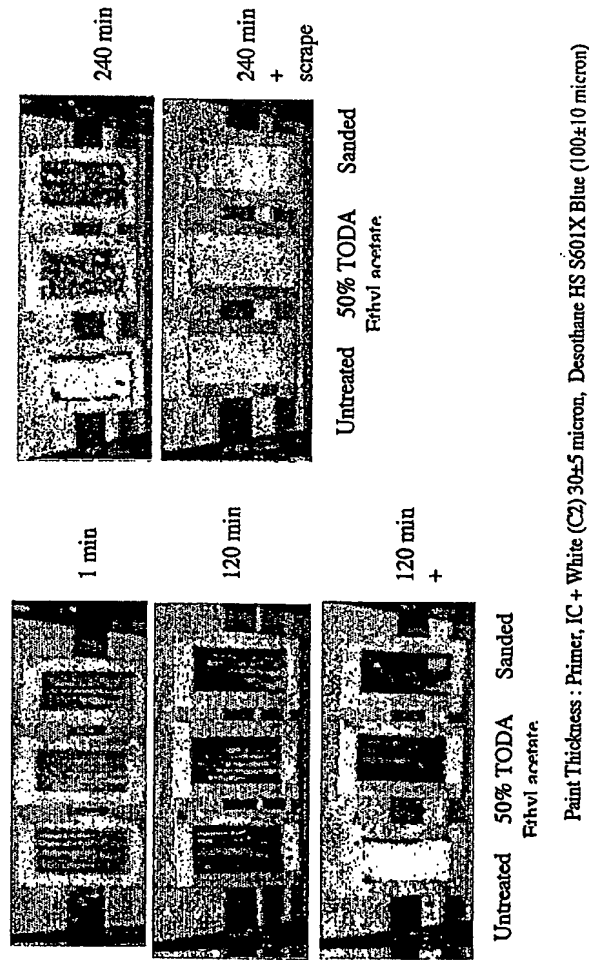 1 min
120 min
120 min
+
Untreated 50% TODA Sanded
Ethyl acetate
240 min
240 min
+
scrape
Untreated 50% TODA Sanded
Ethyl acetate
Paint Thickness : Primer, IC + White (C2) 30±5 micron, Desothane HS S601X Blue (100±10 micron)